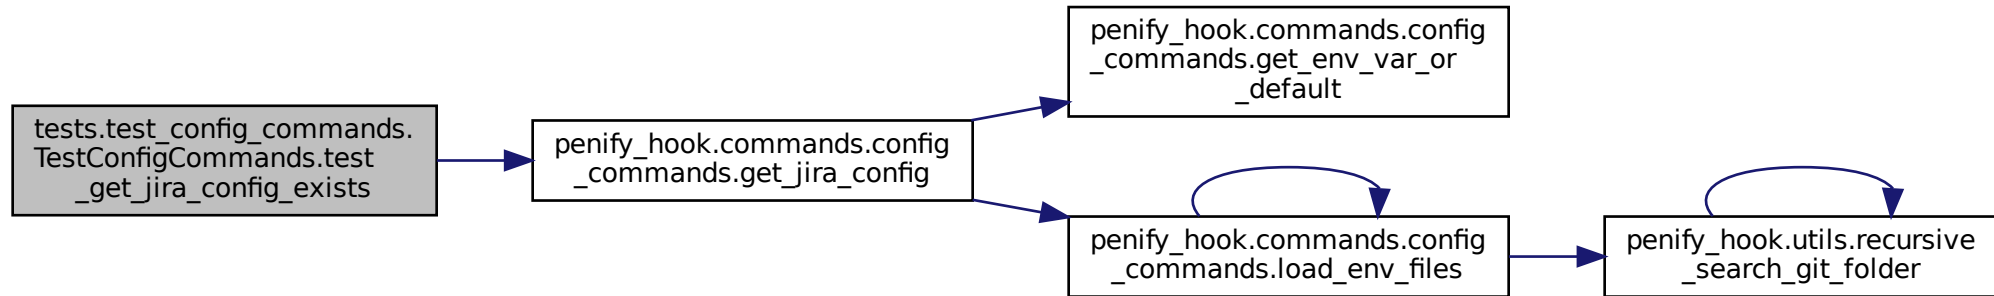 tests.test_config_commands.
TestConfigCommands.test
_get_jira_config_exists
penify_hook.commands.config
_commands.get_jira_config
penify_hook.commands.config
_commands.get_env_var_or
_default
penify_hook.commands.config
_commands.load_env_files
penify_hook.utils.recursive
_search_git_folder